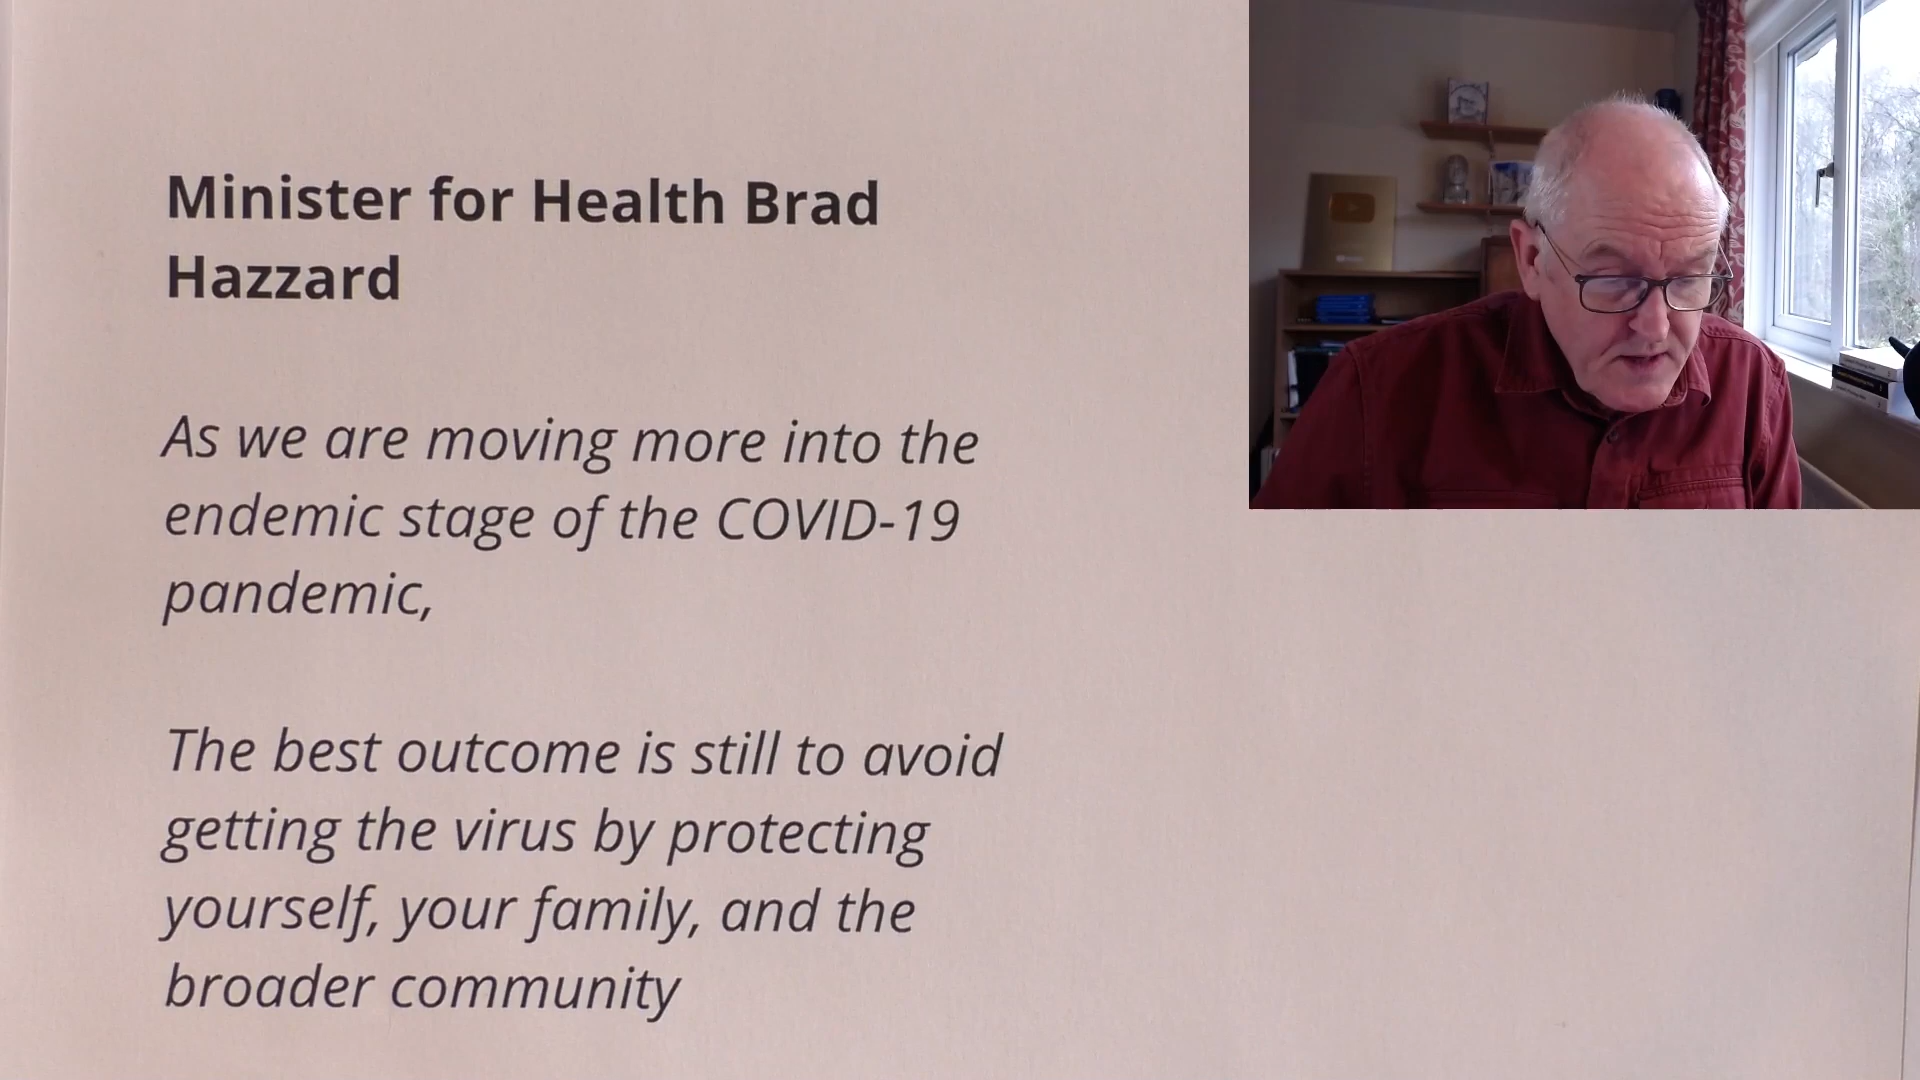 Minister for Health Brad
Hazzard
As we are moving more into the
endemic stage of the COVID-19
pandemic,
The best outcome is still to avoid
getting the virus by protecting
yourself, your family, and the
broader community